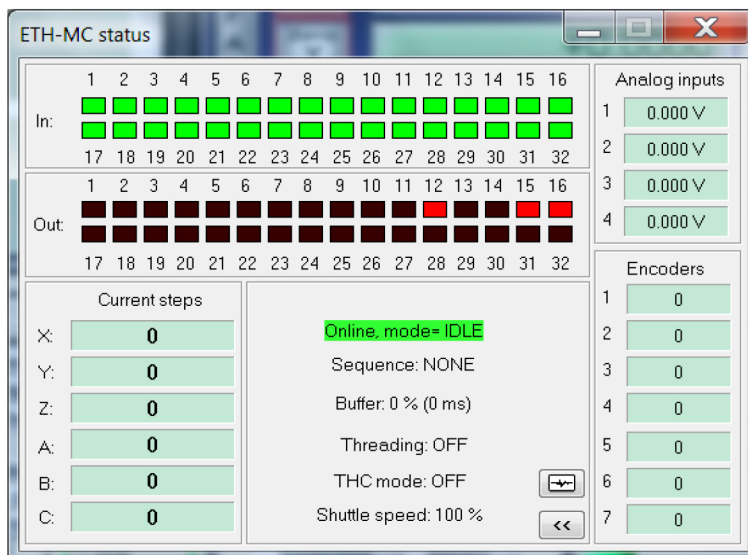 ETH-MC status
1 2 3 4 5 6 7 8 9 10 11 12 13 14 15 16
In:
17 18 19 20 21 22 23 24 25 26 27 28 29 30 31 32
1 2 3 4 5 6 7 8 9 10 11 12 13 14 15 16
Out:
17 18 19 20 21 22 23 24 25 26 27 28 29 30 31 32
Analog inputs
1 0.000 V
2 0.000 V
3 0.000 V
4 0.000 V
Current steps
X: 0
Y: 0
Z: 0
A: 0
B: 0
C: 0
Online, mode= IDLE
Sequence: NONE
Buffer: 0 % (0 ms)
Threading: OFF
THC mode: OFF
Shuttle speed: 100 %
<<
Encoders
1 0
2 0
3 0
4 0
5 0
6 0
7 0